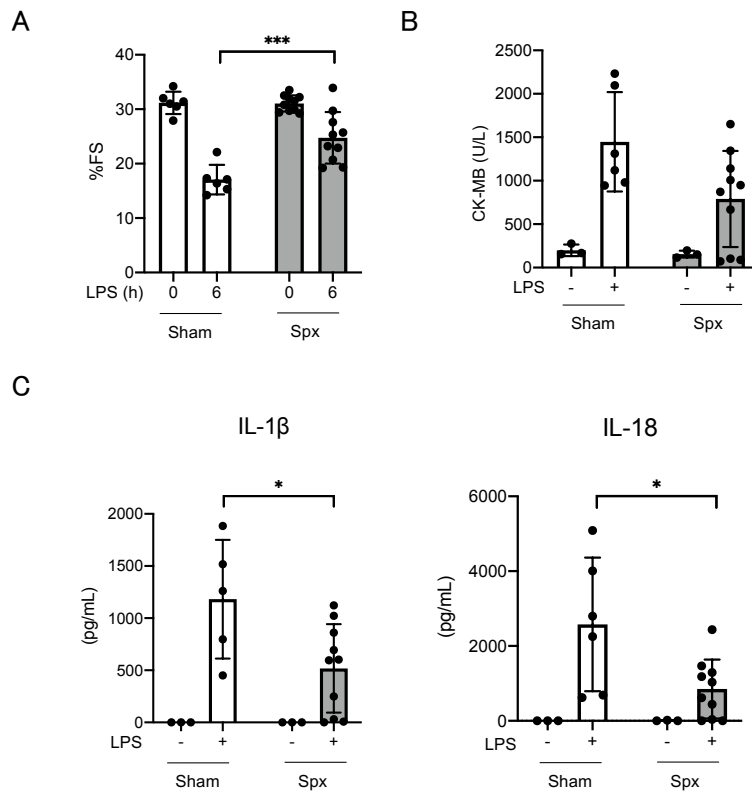 A
***
%FS
40
30
20
10
0
LPS (h) 0 6 0 6
Sham Spx
B
CK-MB (U/L)
2500
2000
1500
1000
500
0
LPS - + - +
Sham Spx
C
IL-1β
*
(pg/mL)
2000
1500
1000
500
0
LPS - + - +
Sham Spx
IL-18
*
(pg/mL)
6000
4000
2000
0
LPS - + - +
Sham Spx